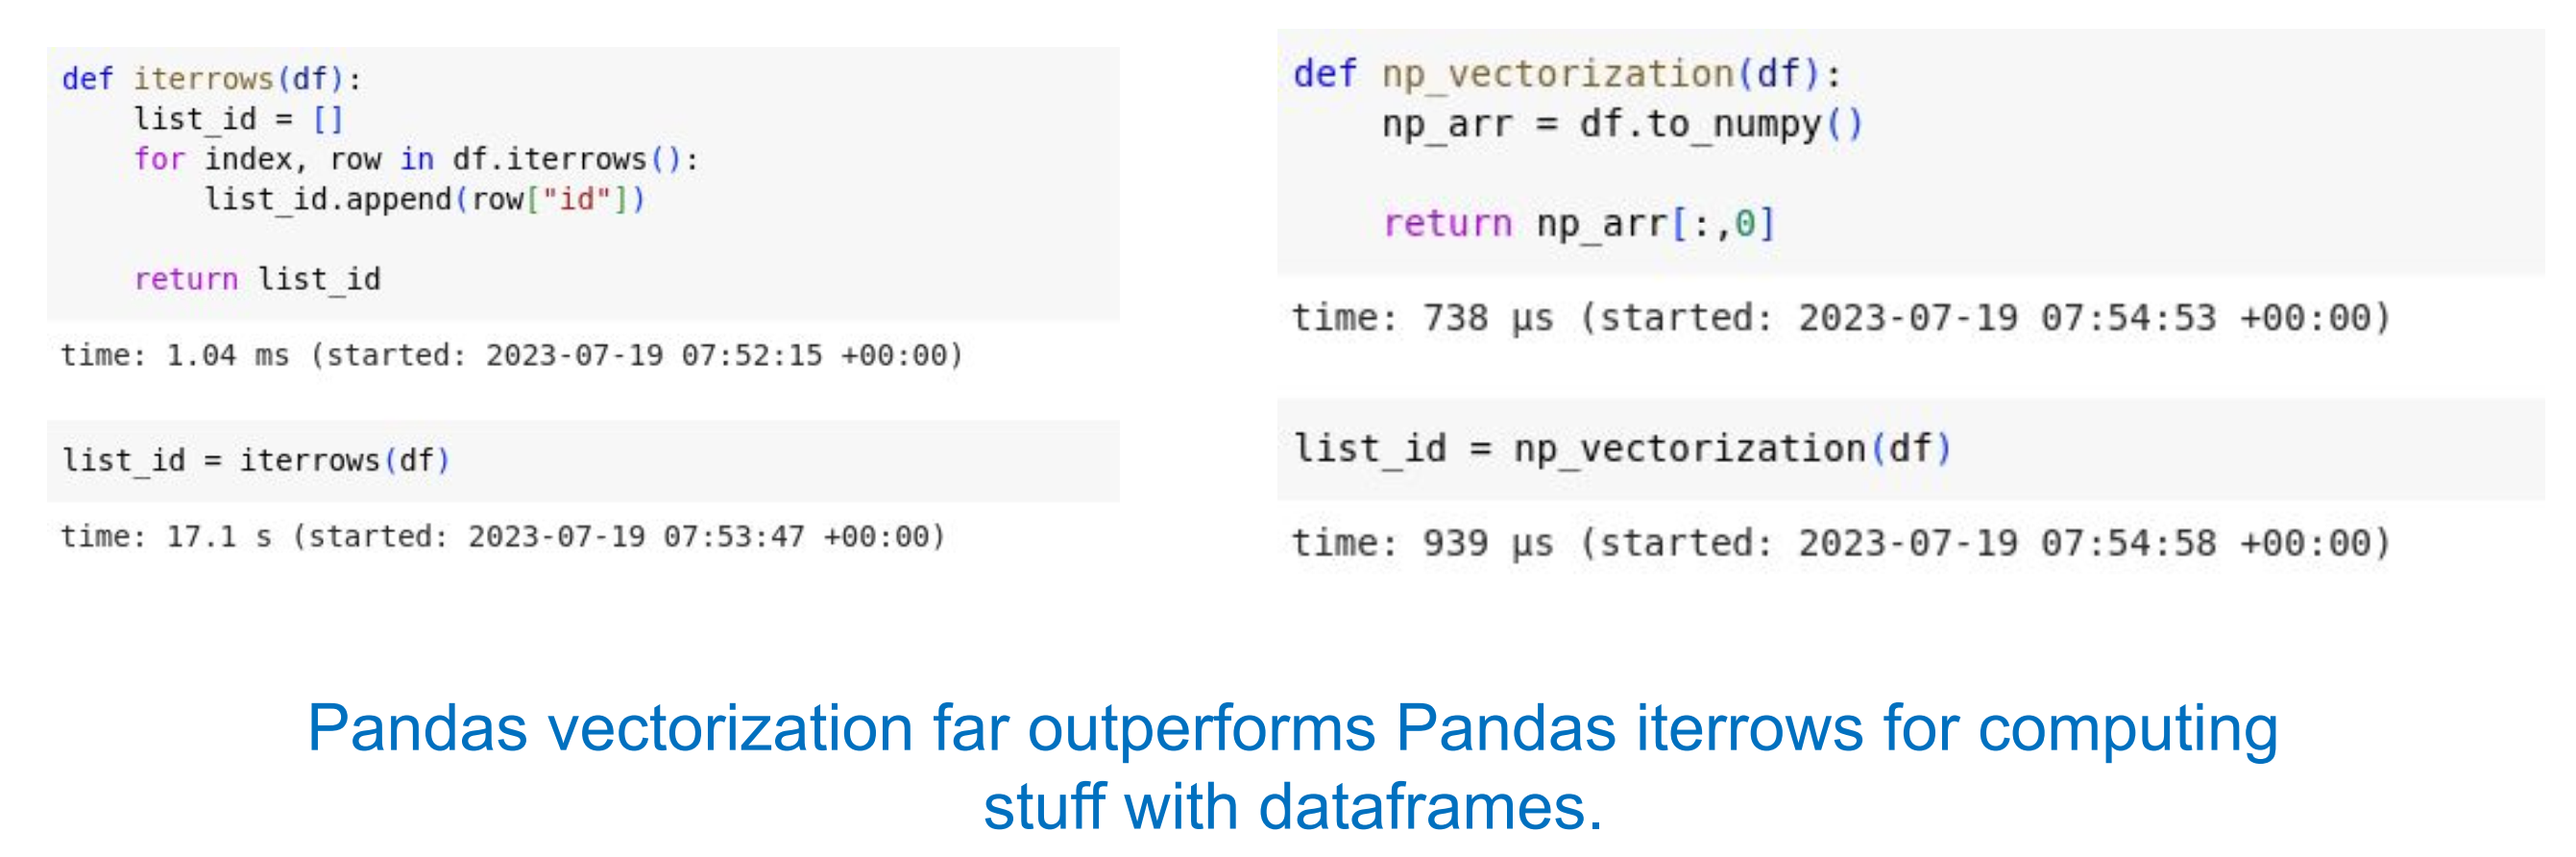 def iterrows(df):
    list_id = []
    for index, row in df.iterrows():
        list_id.append(row["id"])
    return list_id
time: 1.04 ms (started: 2023-07-19 07:52:15 +00:00)
list_id = iterrows(df)
time: 17.1 s (started: 2023-07-19 07:53:47 +00:00)
def np_vectorization(df):
    np_arr = df.to_numpy()
    return np_arr[:,0]
time: 738 µs (started: 2023-07-19 07:54:53 +00:00)
list_id = np_vectorization(df)
time: 939 µs (started: 2023-07-19 07:54:58 +00:00)
Pandas vectorization far outperforms Pandas iterrows for computing
stuff with dataframes.